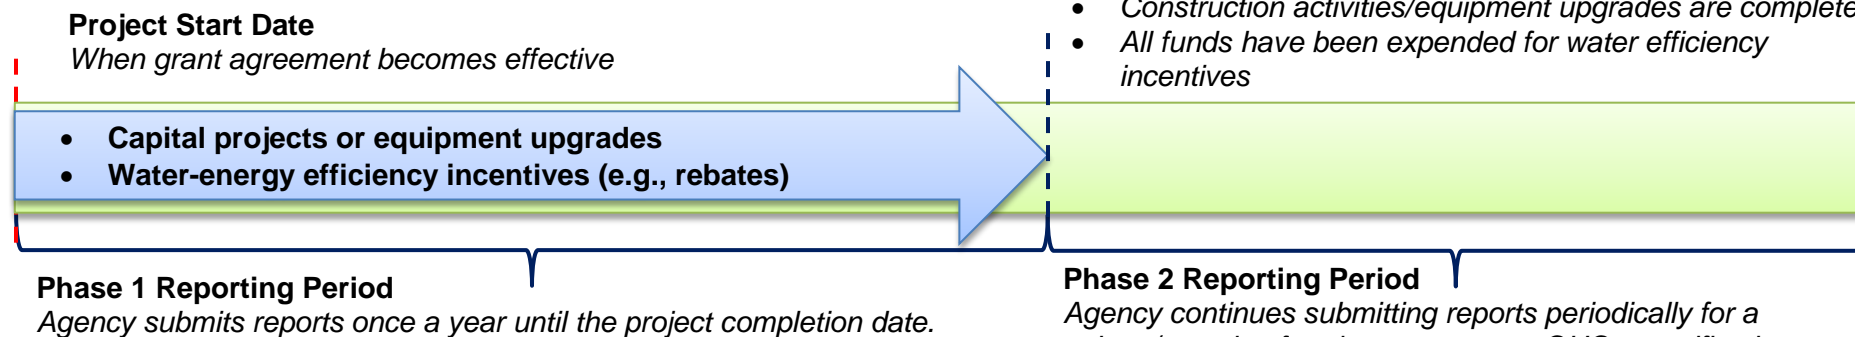 Project Start Date
When grant agreement becomes effective
• Construction activities/equipment upgrades are complete
• All funds have been expended for water efficiency
incentives
• Capital projects or equipment upgrades
• Water-energy efficiency incentives (e.g., rebates)
Phase 1 Reporting Period
Agency submits reports once a year until the project completion date.
Phase 2 Reporting Period
Agency continues submitting reports periodically for a